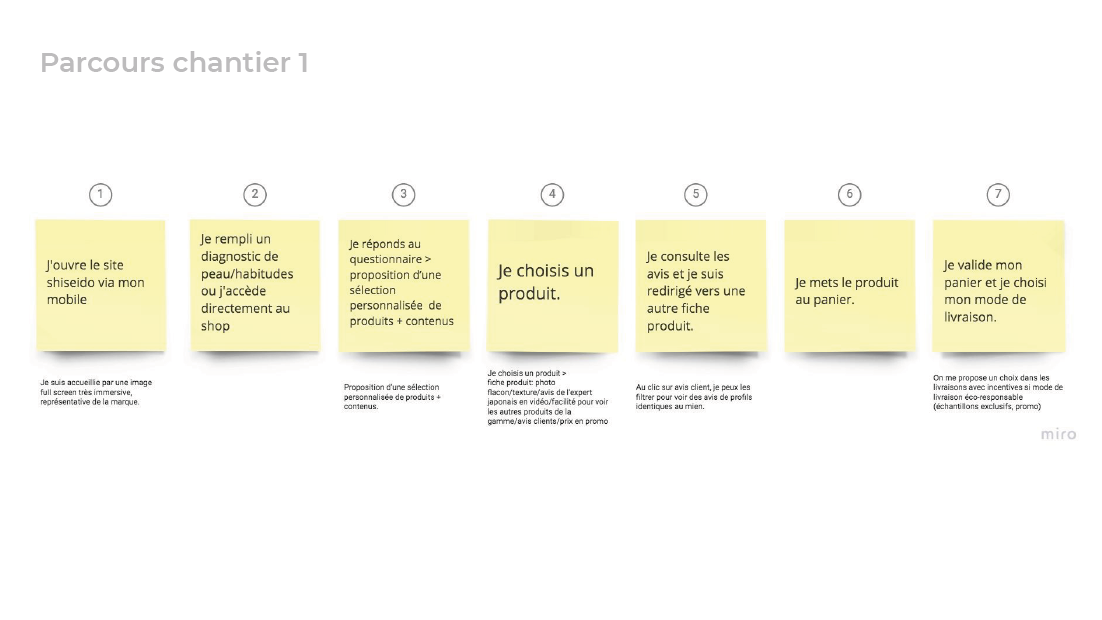 Parcours chantier 1
1
2
3
4
5
6
7
J'ouvre le site
shiseido via mon
mobile
Je rempli un
diagnostic de
peau/habitudes
ou j'accède
directement au
shop
Je réponds au
questionnaire >
proposition d'une
sélection
personnalisée de
produits + contenus
Je choisis un
produit.
Je consulte les
avis et je suis
redirigé vers une
autre fiche
produit.
Je mets le produit
au panier.
Je valide mon
panier et je choisi
mon mode de
livraison.
Je suis accueillie par une image
full screen très immersive,
représentative de la marque.
Proposition d'une sélection
personnalisée de produits +
contenus.
Je choisis un produit >
fiche produit: photo
flacon/texture/avis de l'expert
japonais en vidéo/facilité pour voir
les autres produits de la
gamme/avis clients/prix en promo
Au clic sur avis client, je peux les
filtrer pour voir des avis de profils
identiques au mien.
On me propose un choix dans les
livraisons avec incentives si mode de
livraison éco-responsable
(échantillons exclusifs, promo)
miro